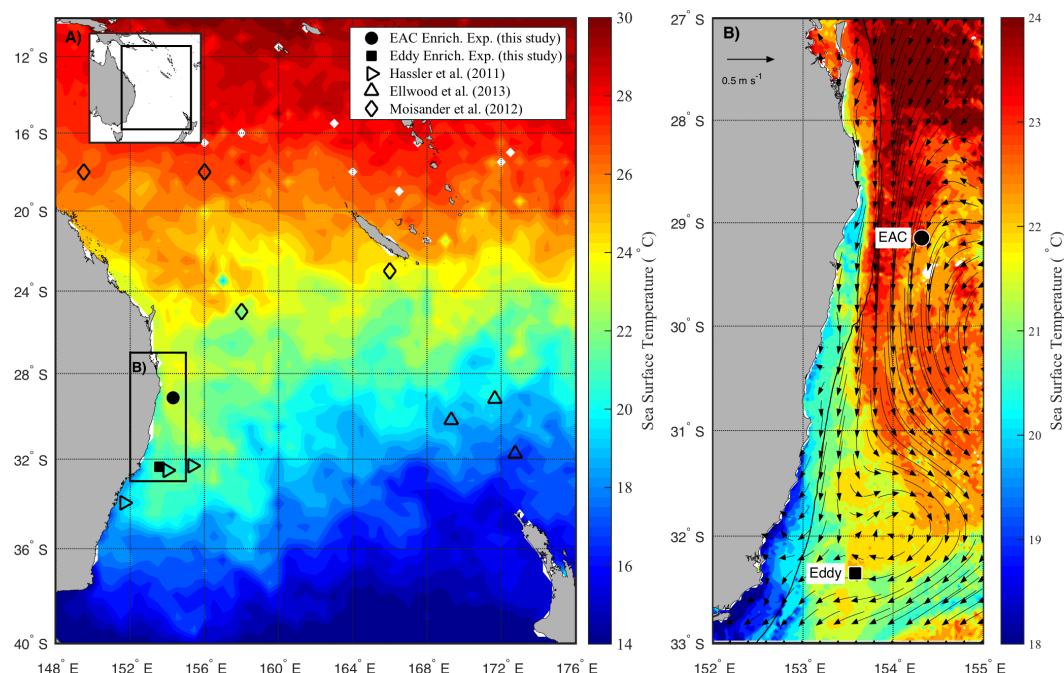 A)
EAC Enrich. Exp. (this study)
Eddy Enrich. Exp. (this study)
Hassler et al. (2011)
Ellwood et al. (2013)
Moisander et al. (2012)
12° S
16° S
20° S
24° S
28° S
32° S
36° S
40° S
148° E
152° E
156° E
160° E
164° E
168° E
172° E
176° E
B)
30
28
26
24
22
20
18
16
14
Sea Surface Temperature (°C)
B)
0.5 m s-1
EAC
Eddy
27° S
28° S
29° S
30° S
31° S
32° S
33° S
152° E
153° E
154° E
155° E
24
23
22
21
20
19
18
Sea Surface Temperature (°C)